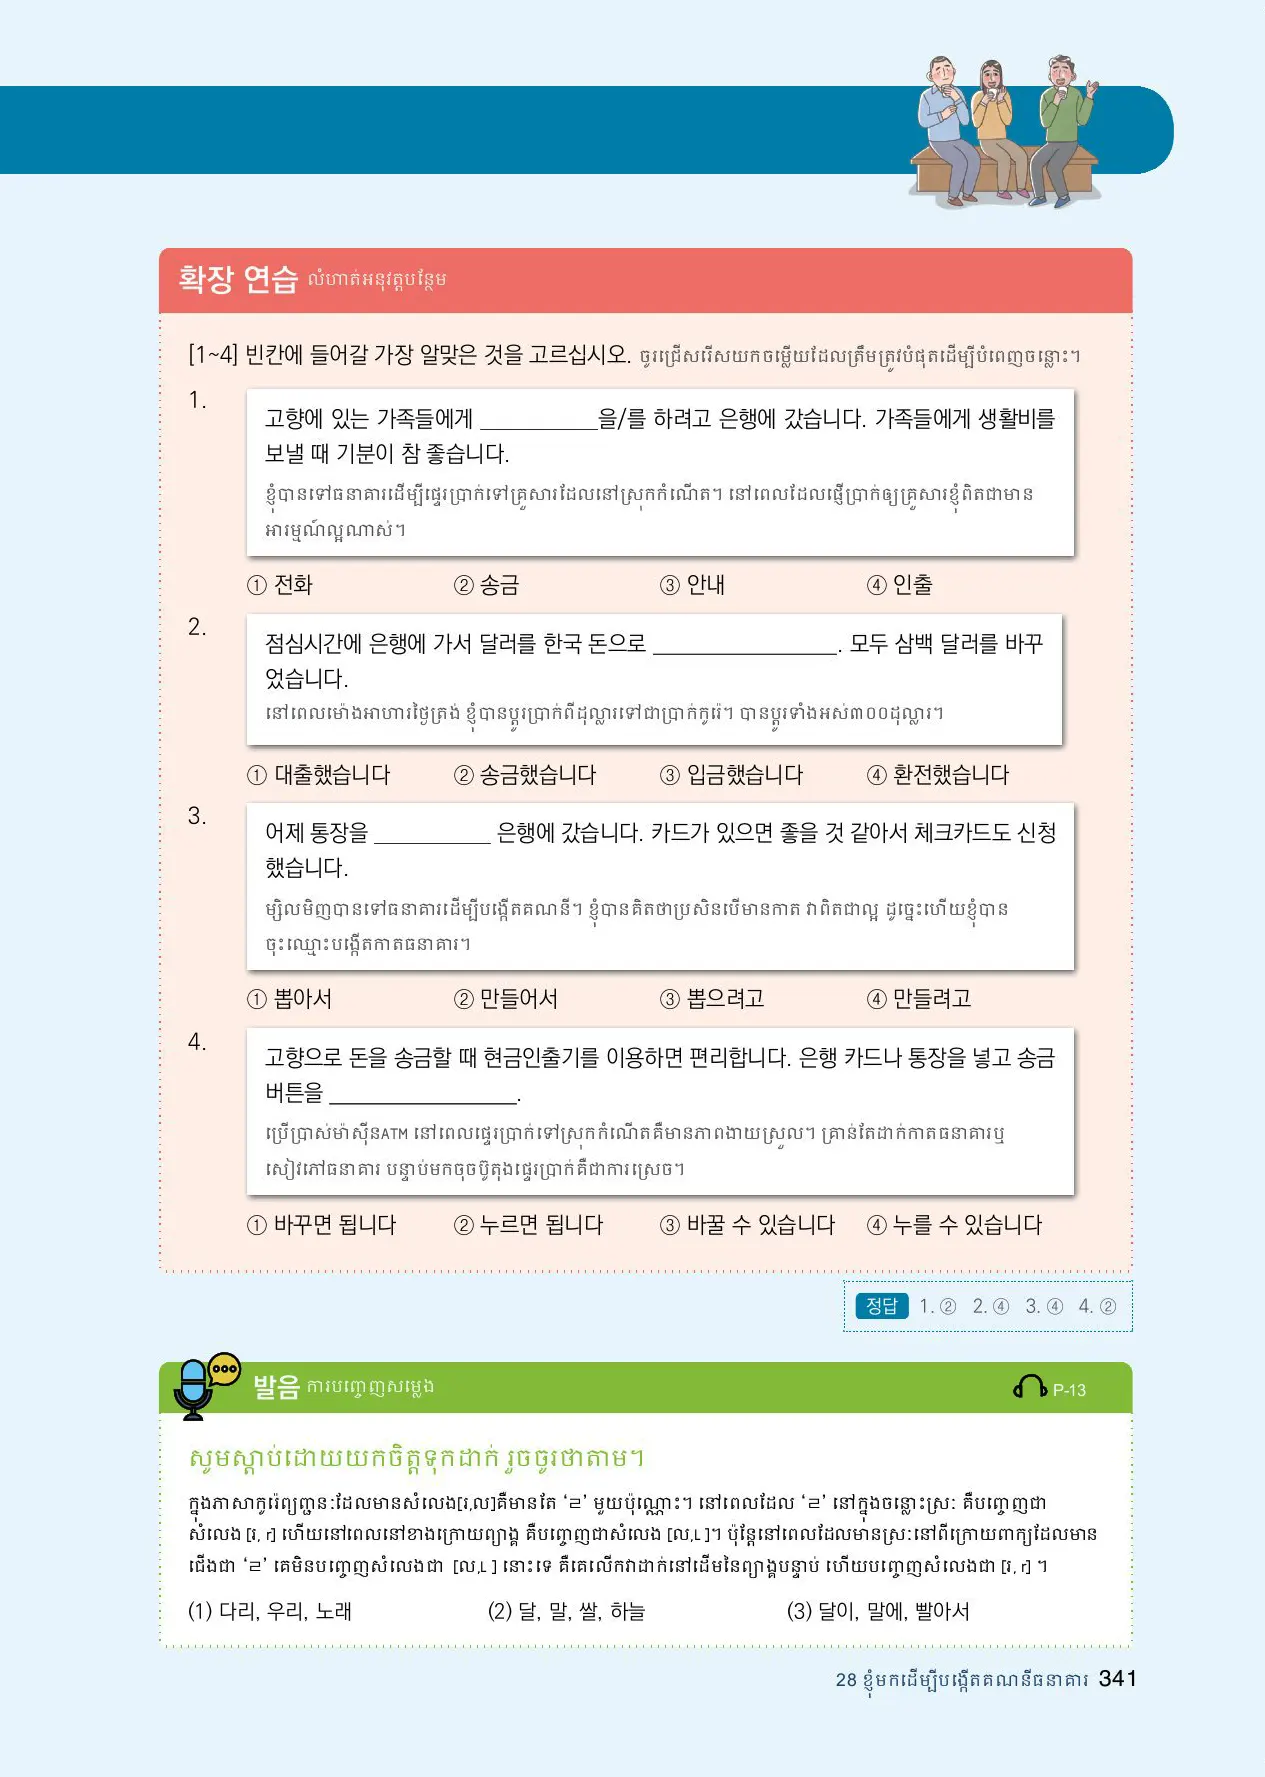 확장 연습 លំហាត់អនុវត្តបន្ថែម
[1~4] 빈칸에 들어갈 가장 알맞은 것을 고르십시오. ចូរជ្រើសរើសយកចម្លើយដែលត្រឹមត្រូវបំផុតដើម្បីបំពេញចន្លោះ។
1.
고향에 있는 가족들에게 __________을/를 하려고 은행에 갔습니다. 가족들에게 생활비를
보낼 때 기분이 참 좋습니다.
ខ្ញុំបានទៅធនាគារដើម្បីផ្ទេរប្រាក់ទៅគ្រួសារដែលនៅស្រុកកំណើត។ នៅពេលដែលផ្ញើប្រាក់ឲ្យគ្រួសារខ្ញុំពិតជាមាន
អារម្មណ៍ល្អណាស់។
① 전화 ② 송금 ③ 안내 ④ 인출
2.
점심시간에 은행에 가서 달러를 한국 돈으로 ________________. 모두 삼백 달러를 바꾸
었습니다.
នៅពេលម៉ោងអាហារថ្ងៃត្រង់ ខ្ញុំបានប្តូរប្រាក់ពីដុល្លារទៅជាប្រាក់កូរ៉េ។ បានប្តូរទាំងអស់៣០០ដុល្លារ។
① 대출했습니다 ② 송금했습니다 ③ 입금했습니다 ④ 환전했습니다
3.
어제 통장을 __________ 은행에 갔습니다. 카드가 있으면 좋을 것 같아서 체크카드도 신청
했습니다.
ម្សិលមិញបានទៅធនាគារដើម្បីបង្កើតគណនី។ ខ្ញុំបានគិតថាប្រសិនបើមានកាត វាពិតជាល្អ ដូច្នេះហើយខ្ញុំបាន
ចុះឈ្មោះបង្កើតកាតធនាគារ។
① 뽑아서 ② 만들어서 ③ 뽑으려고 ④ 만들려고
4.
고향으로 돈을 송금할 때 현금인출기를 이용하면 편리합니다. 은행 카드나 통장을 넣고 송금
버튼을 ________________.
ប្រើប្រាស់ម៉ាស៊ីនATM នៅពេលផ្ទេរប្រាក់ទៅស្រុកកំណើតគឺមានភាពងាយស្រួល។ គ្រាន់តែដាក់កាតធនាគារឬ
សៀវភៅធនាគារ បន្ទាប់មកចុចប៊ូតុងផ្ទេរប្រាក់គឺជាការស្រេច។
① 바꾸면 됩니다 ② 누르면 됩니다 ③ 바꿀 수 있습니다 ④ 누를 수 있습니다
정답 1. ② 2. ④ 3. ④ 4. ②
발음 ការបញ្ចេញសម្លេង P-13
សូមស្តាប់ដោយយកចិត្តទុកដាក់ រួចចូរថាតាម។
ក្នុងភាសាកូរ៉េព្យញ្ជនៈដែលមានសំលេង[រ,ល]គឺមានតែ ‘ㄹ’ មួយប៉ុណ្ណោះ។ នៅពេលដែល ‘ㄹ’ នៅក្នុងចន្លោះស្រៈ គឺបញ្ចេញជា
សំលេង [រ, r] ហើយនៅពេលនៅខាងក្រោយព្យាង្គ គឺបញ្ចេញជាសំលេង [ល,L ]។ ប៉ុន្តែនៅពេលដែលមានស្រៈនៅពីក្រោយពាក្យដែលមាន
ជើងជា ‘ㄹ’ គេមិនបញ្ចេញសំលេងជា [ល,L ] នោះទេ គឺគេលើកវាដាក់នៅដើមនៃព្យាង្គបន្ទាប់ ហើយបញ្ចេញសំលេងជា [រ, r] ។
(1) 다리, 우리, 노래 (2) 달, 말, 쌀, 하늘 (3) 달이, 말에, 빨아서
28 ខ្ញុំមកដើម្បីបង្កើតគណនីធនាគារ 341